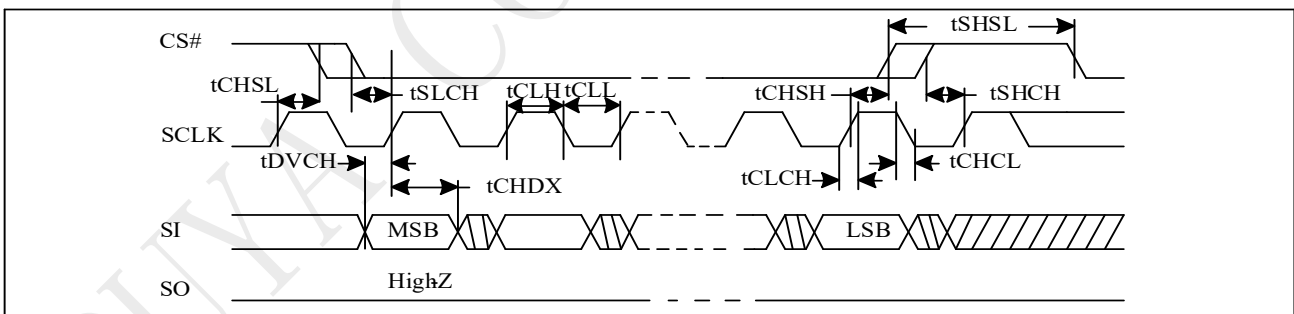 tSHSL
CS#
tCHSL
tSLCH
tCLH
tCLL
tCHSH
tSHCH
SCLK
tDVCH
tCHDX
tCLCH
tCHCL
SI
MSB
LSB
SO
High-Z